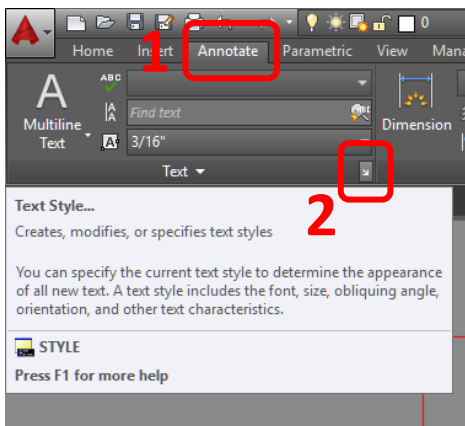 0
Home Insert Annotate Parametric View Mana
1
A ABC
Multiline Text
A
A
Find text
ABC
A
3/16"
Dimension
Text
2
Text Style...
Creates, modifies, or specifies text styles
You can specify the current text style to determine the appearance
of all new text. A text style includes the font, size, obliquing angle,
orientation, and other text characteristics.
STYLE
Press F1 for more help